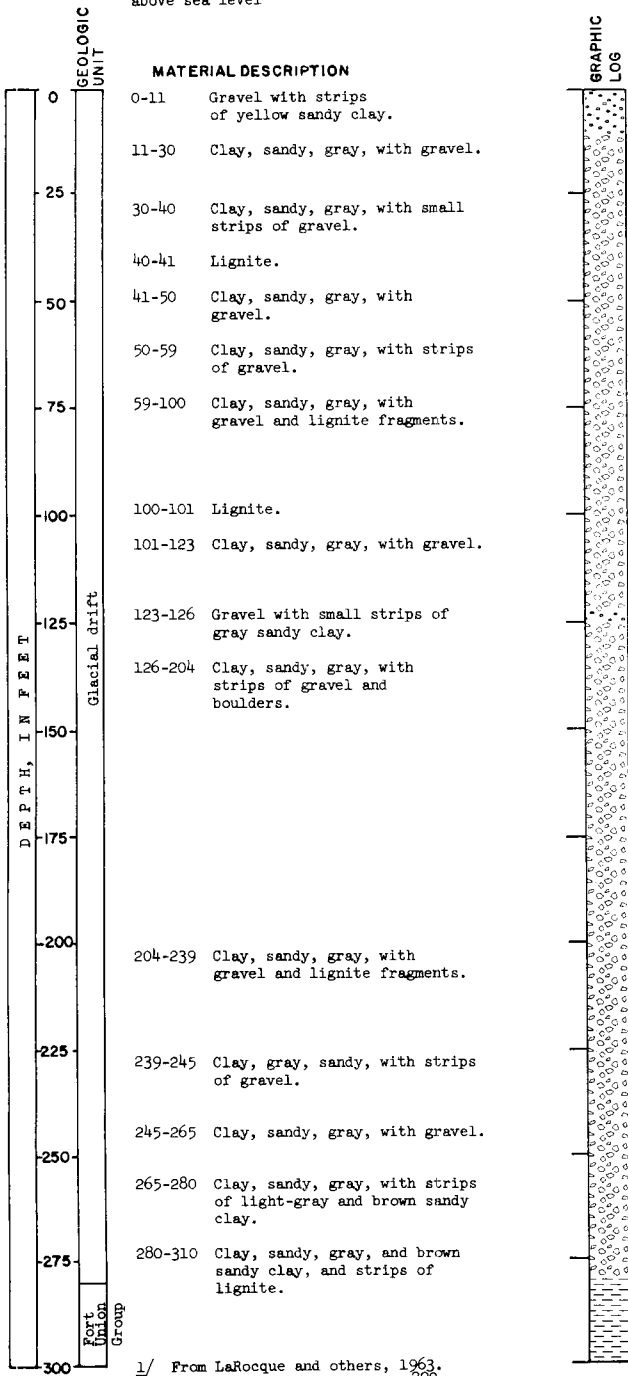 above sea level
GEOLOGIC
UNIT
GRAPHIC
LOG
MATERIAL DESCRIPTION
0
0-11 Gravel with strips
of yellow sandy clay.
11-30 Clay, sandy, gray, with gravel.
25
30-40 Clay, sandy, gray, with small
strips of gravel.
40-41 Lignite.
50
41-50 Clay, sandy, gray, with
gravel.
50-59 Clay, sandy, gray, with strips
of gravel.
75
59-100 Clay, sandy, gray, with
gravel and lignite fragments.
100
100-101 Lignite.
101-123 Clay, sandy, gray, with gravel.
125
123-126 Gravel with small strips of
gray sandy clay.
DEPTH, IN FEET
Glacial drift
126-204 Clay, sandy, gray, with
strips of gravel and
boulders.
150
175
200
204-239 Clay, sandy, gray, with
gravel and lignite fragments.
225
239-245 Clay, gray, sandy, with strips
of gravel.
245-265 Clay, sandy, gray, with gravel.
250
265-280 Clay, sandy, gray, with strips
of light-gray and brown sandy
clay.
275
280-310 Clay, sandy, gray, and brown
sandy clay, and strips of
lignite.
Fort
Union
Group
300
1/ From LaRocque and others, 1963.